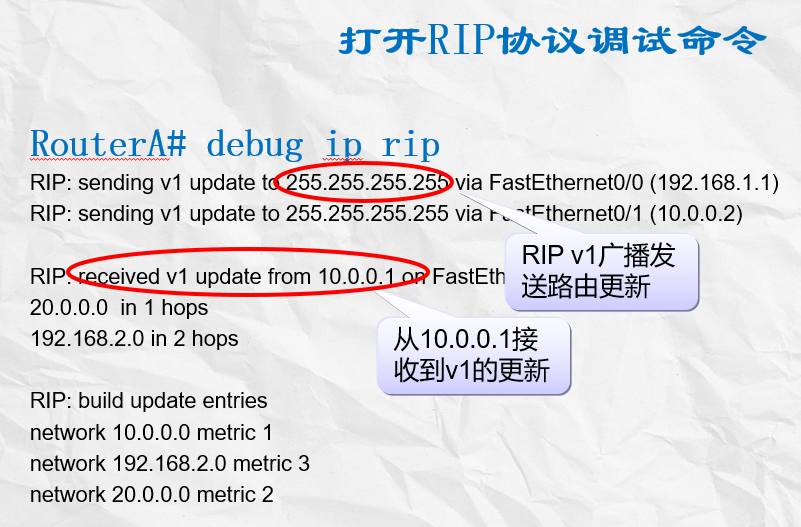 打开RIP协议调试命令
RouterA# debug ip rip
RIP: sending v1 update to 255.255.255.255 via FastEthernet0/0 (192.168.1.1)
RIP: sending v1 update to 255.255.255.255 via FastEthernet0/1 (10.0.0.2)
RIP v1广播发
送路由更新
RIP: received v1 update from 10.0.0.1 on
20.0.0.0 in 1 hops
192.168.2.0 in 2 hops
从10.0.0.1接
收到v1的更新
RIP: build update entries
network 10.0.0.0 metric 1
network 192.168.2.0 metric 3
network 20.0.0.0 metric 2